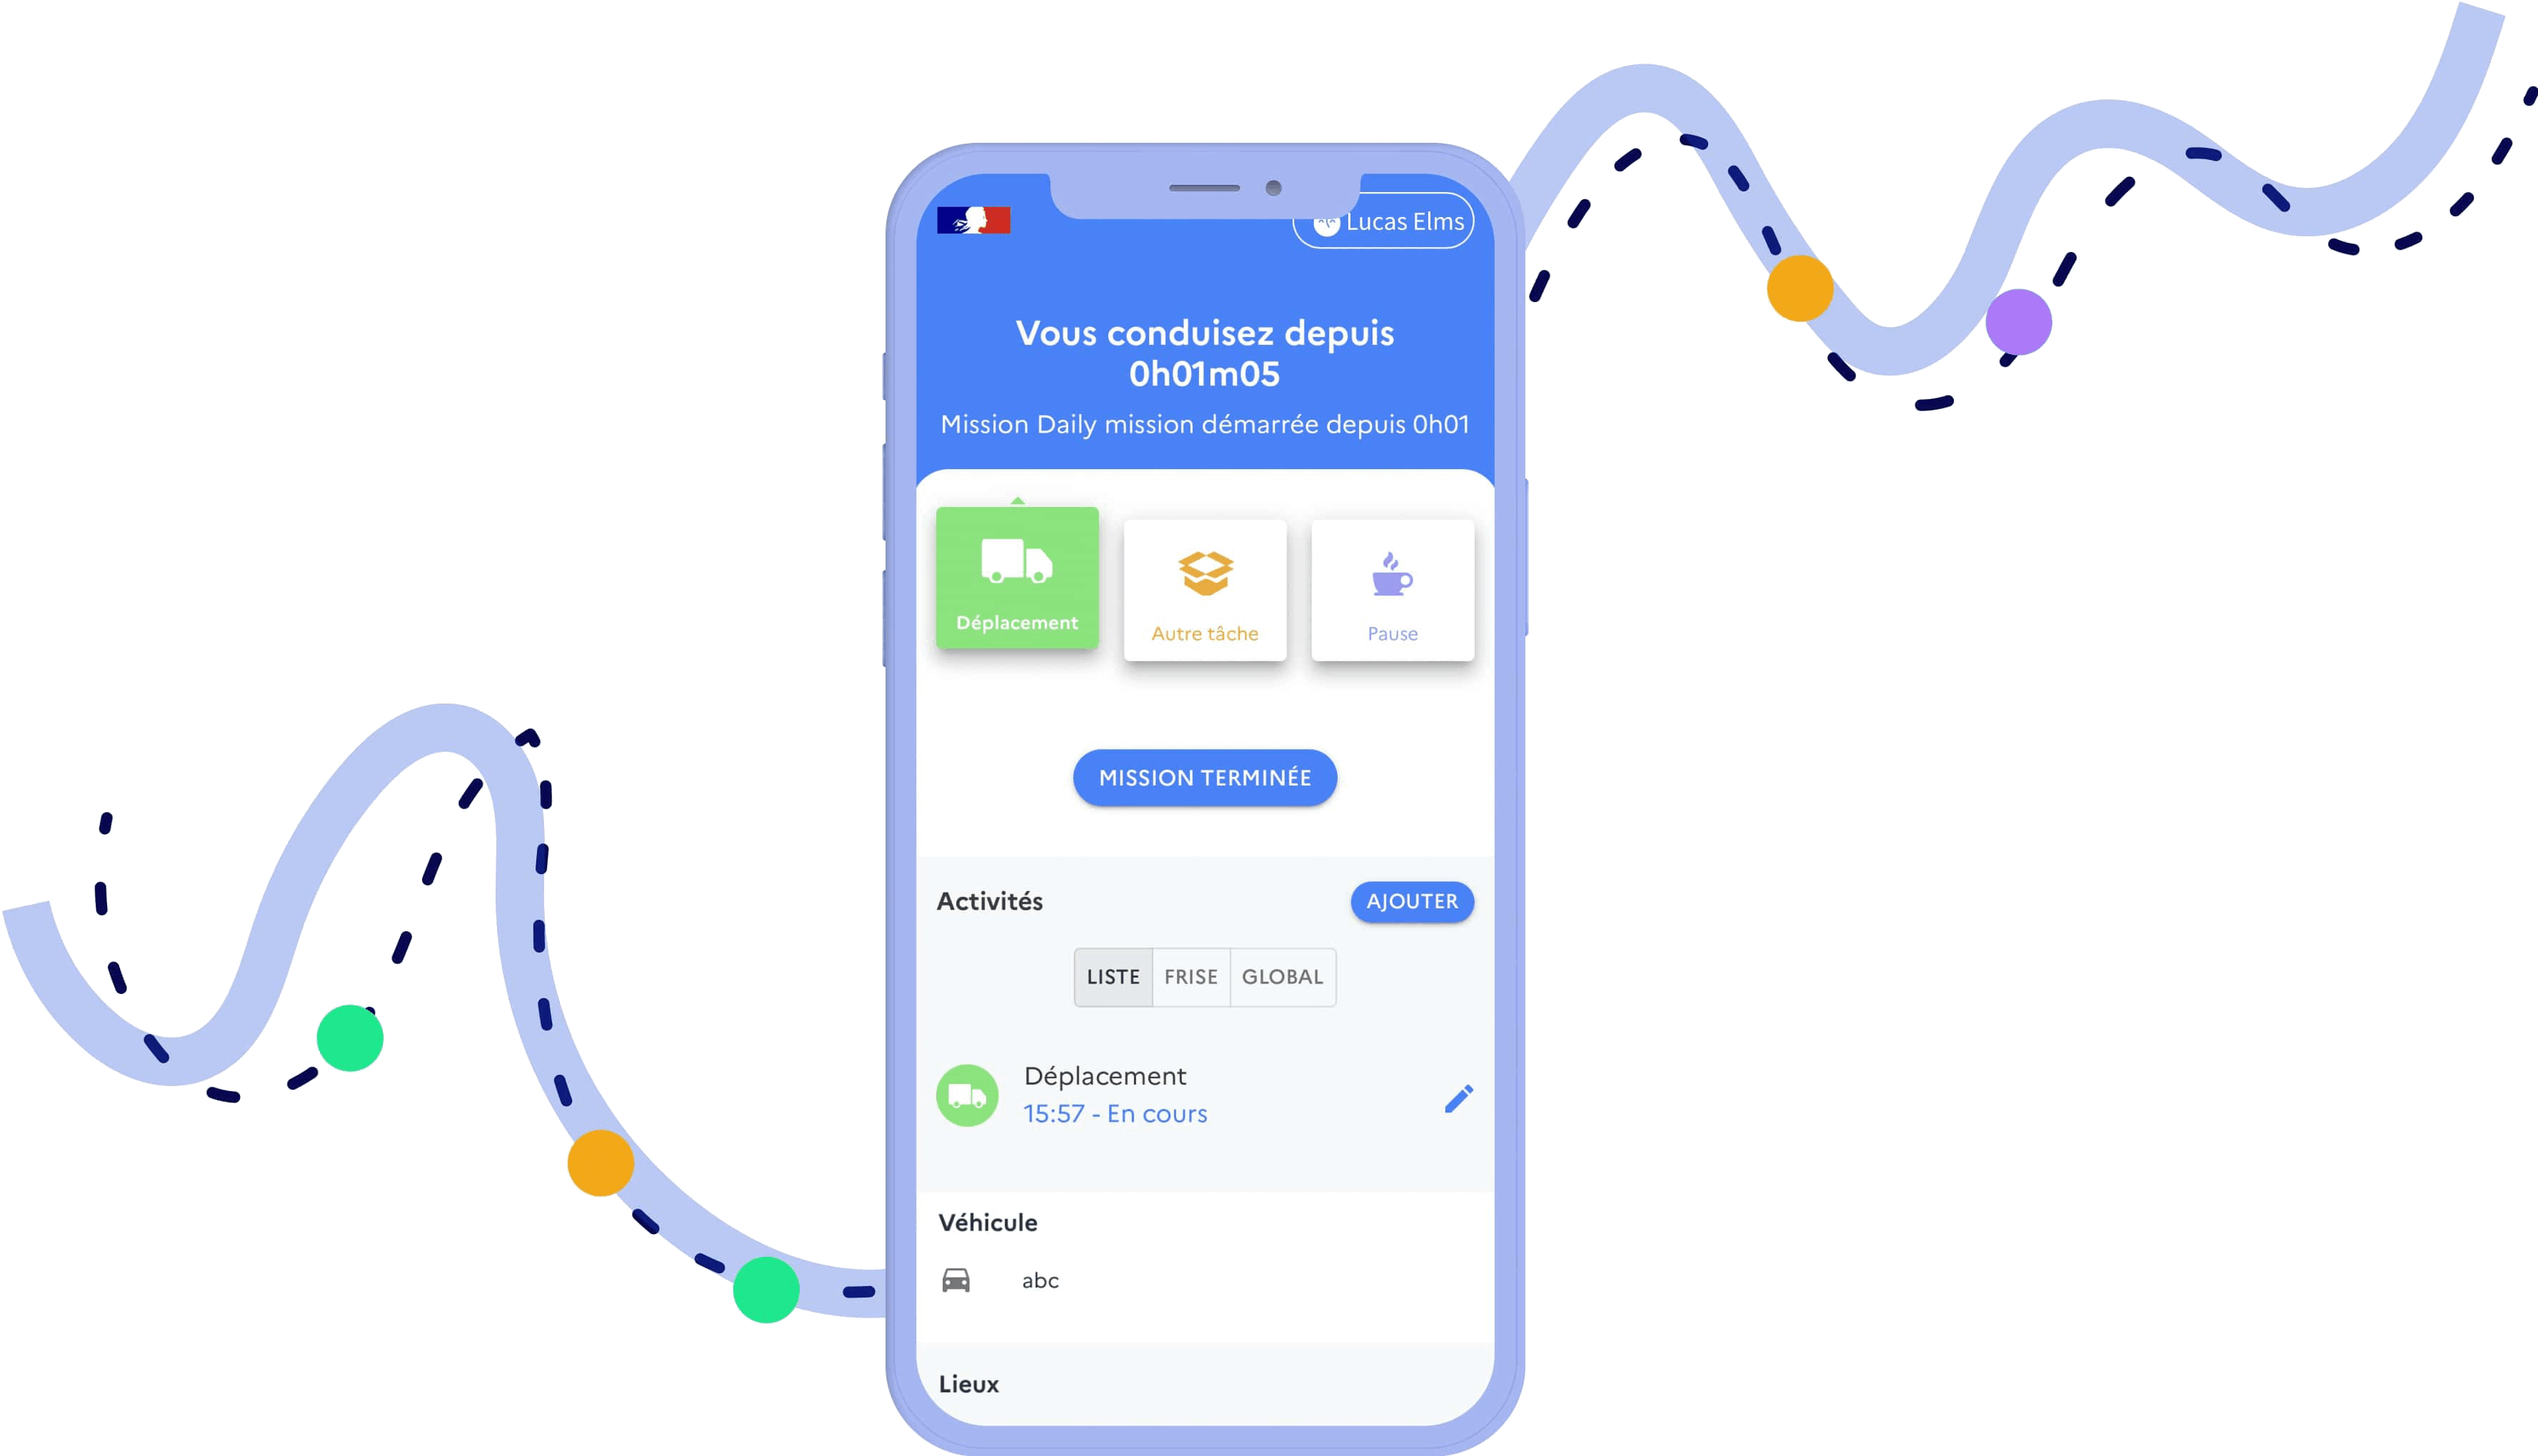 Lucas Elms
Vous conduisez depuis
0h01m05
Mission Daily mission démarrée depuis 0h01
Déplacement
Autre tâche
Pause
MISSION TERMINÉE
Activités
AJOUTER
LISTE
FRISE
GLOBAL
Déplacement
15:57 - En cours
Véhicule
abc
Lieux